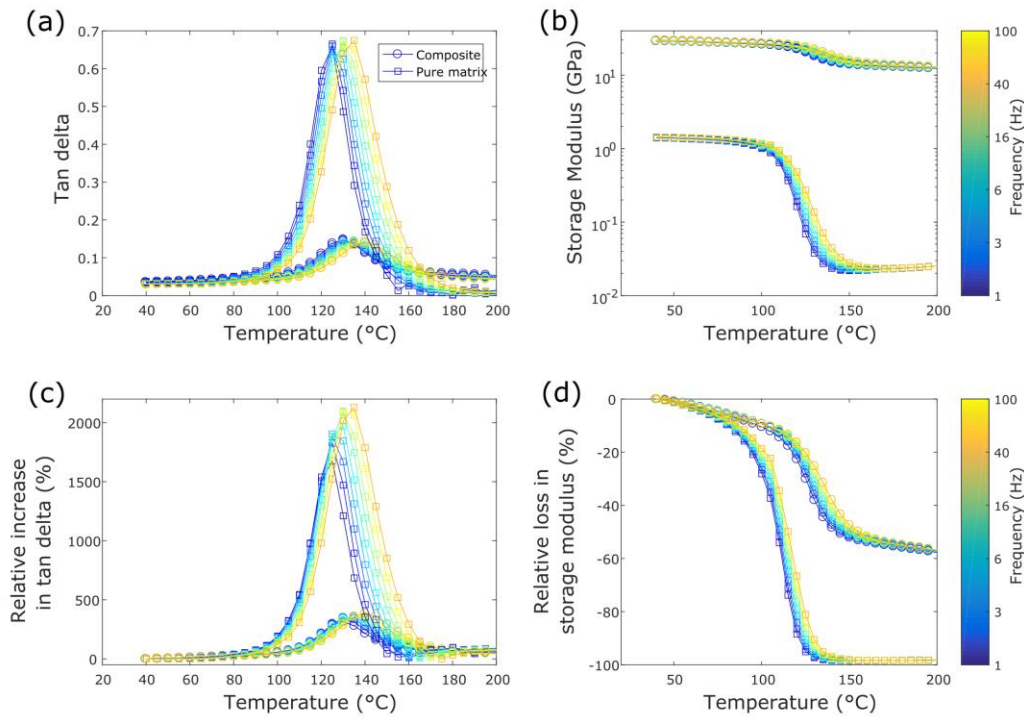 (a)
0.7
0.6
0.5
0.4
0.3
0.2
0.1
0
Tan delta
Composite
Pure matrix
20 40 60 80 100 120 140 160 180 200
Temperature (°C)
(b)
10¹
10⁰
10⁻¹
10⁻²
Storage Modulus (GPa)
50 100 150 200
Temperature (°C)
100
40
16
6
3
1
Frequency (Hz)
(c)
2000
1500
1000
500
0
Relative increase
in tan delta (%)
20 40 60 80 100 120 140 160 180 200
Temperature (°C)
(d)
0
-20
-40
-60
-80
-100
Relative loss in
storage modulus (%)
50 100 150 200
Temperature (°C)
100
40
16
6
3
1
Frequency (Hz)